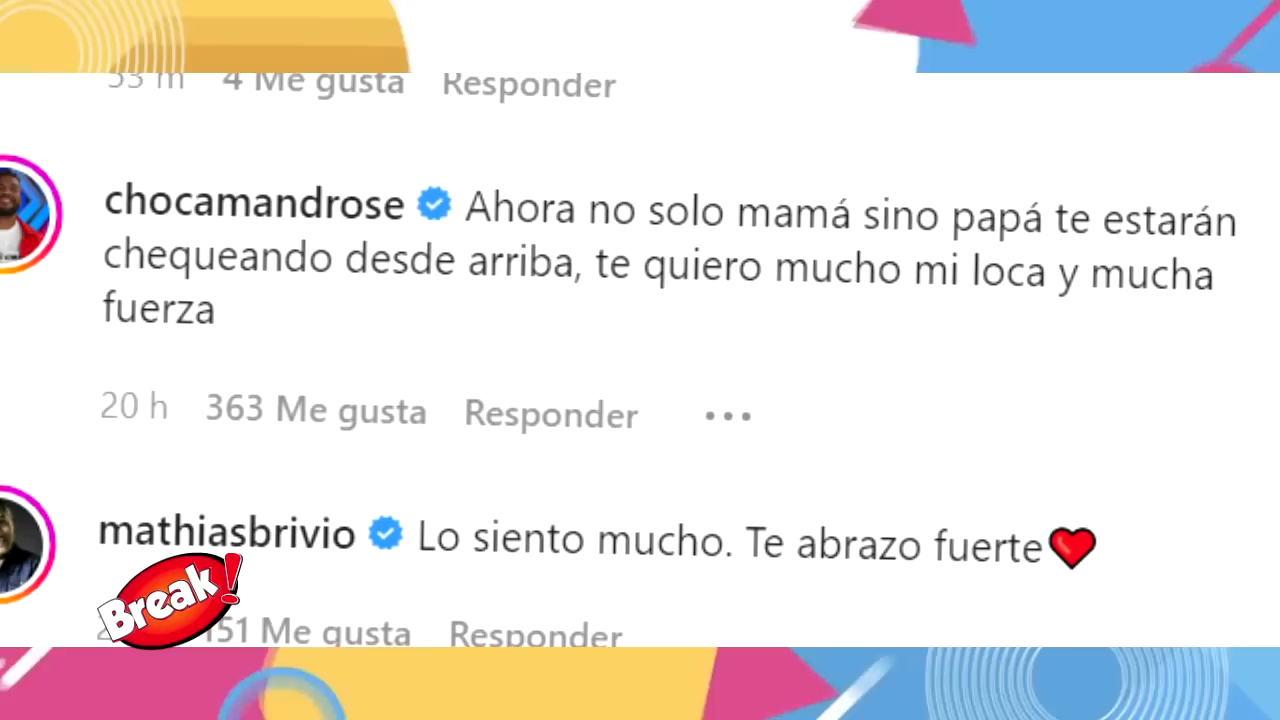 53 m 4 Me gusta Responder
chocamandrose Ahora no solo mamá sino papá te estarán
chequeando desde arriba, te quiero mucho mi loca y mucha
fuerza
20 h 363 Me gusta Responder
mathiasbrivio Lo siento mucho. Te abrazo fuerte
Break!
151 Me gusta Responder